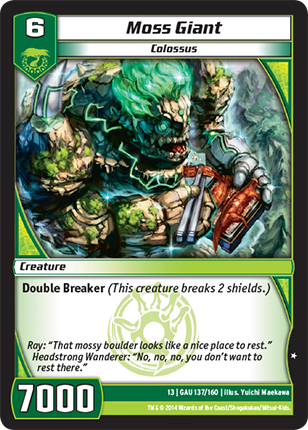 6
Moss Giant
Colossus
Creature
Double Breaker (This creature breaks 2 shields.)
Ray: “That mossy boulder looks like a nice place to rest.”
Headstrong Wanderer: “No, no, no, you don’t want to
rest there.”
7000
13 | GAU 137/160 | illus. Yuichi Maekawa
TM & © 2014 Wizards of the Coast/Shogakukan/Mitsui-Kids.